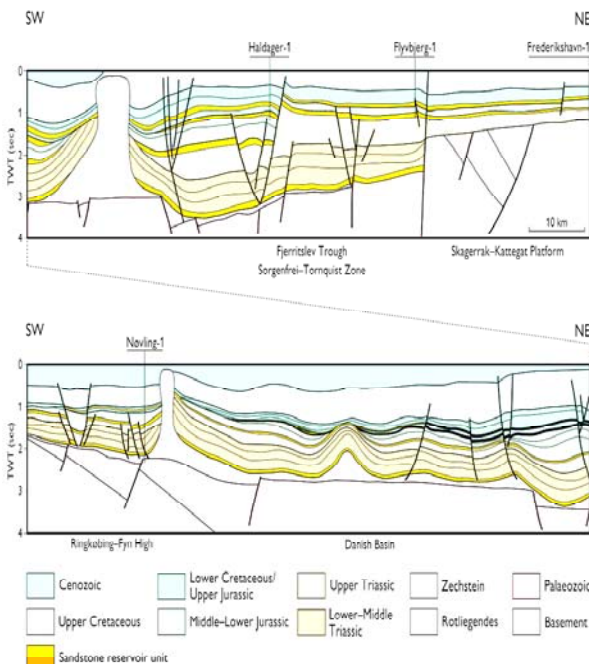 SW NE
Haldager-1 Flyvbjerg-1 Frederikshavn-1
0
1
2
3
4
TWT (sec)
10 km
Fjerritslev Trough
Sorgenfrei–Tornquist Zone
Skagerrak–Kattegat Platform
SW NE
Nøvling-1
0
1
2
3
4
TWT (sec)
Ringkøbing–Fyn High Danish Basin
Cenozoic
Upper Cretaceous
Lower Cretaceous/
Upper Jurassic
Middle–Lower Jurassic
Upper Triassic
Lower–Middle
Triassic
Zechstein
Rotliegendes
Palaeozoic
Basement
Sandstone reservoir unit